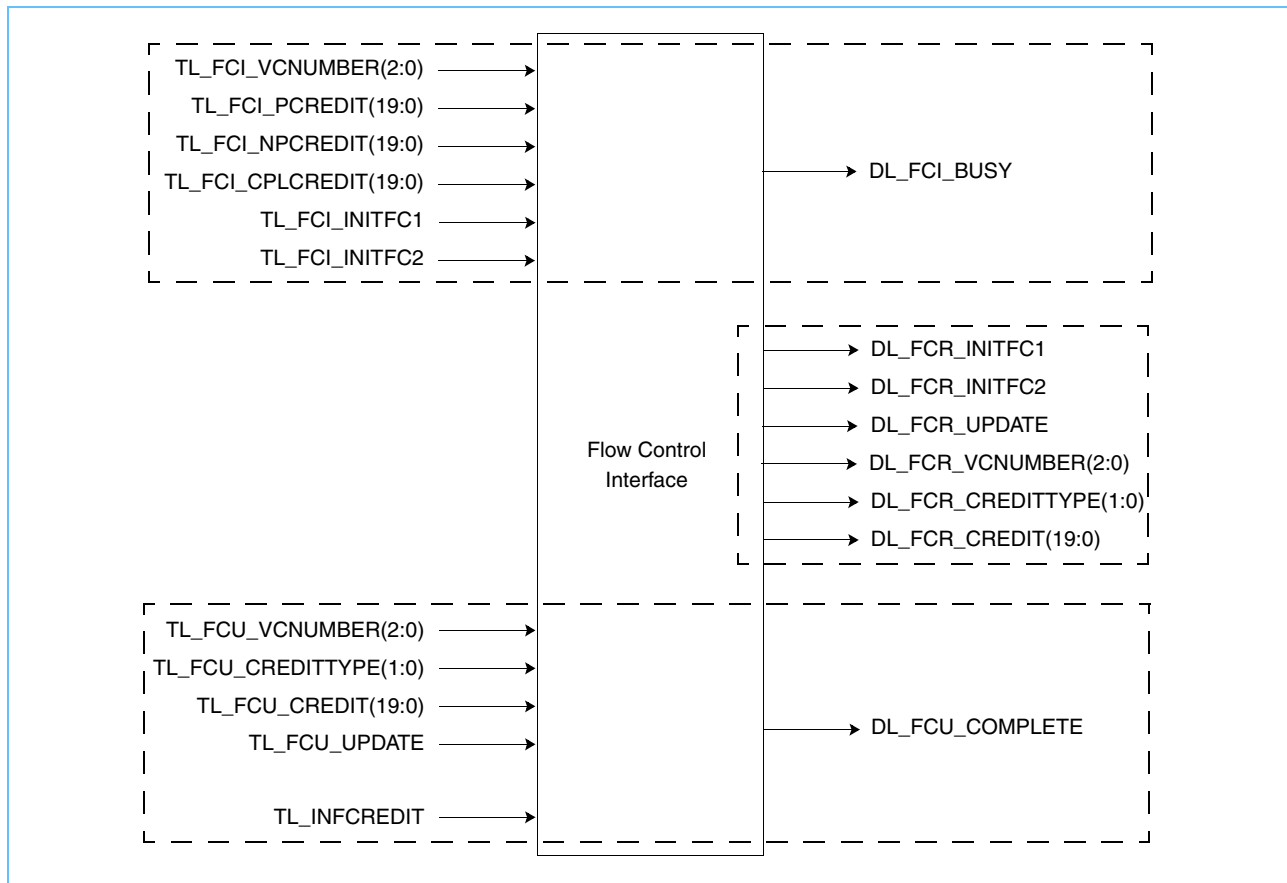 TL_FCI_VCNUMBER(2:0)
TL_FCI_PCREDIT(19:0)
TL_FCI_NPCREDIT(19:0)
TL_FCI_CPLCREDIT(19:0)
TL_FCI_INITFC1
TL_FCI_INITFC2
DL_FCI_BUSY
DL_FCR_INITFC1
DL_FCR_INITFC2
DL_FCR_UPDATE
DL_FCR_VCNUMBER(2:0)
DL_FCR_CREDITTYPE(1:0)
DL_FCR_CREDIT(19:0)
Flow Control
Interface
TL_FCU_VCNUMBER(2:0)
TL_FCU_CREDITTYPE(1:0)
TL_FCU_CREDIT(19:0)
TL_FCU_UPDATE
TL_INFCREDIT
DL_FCU_COMPLETE